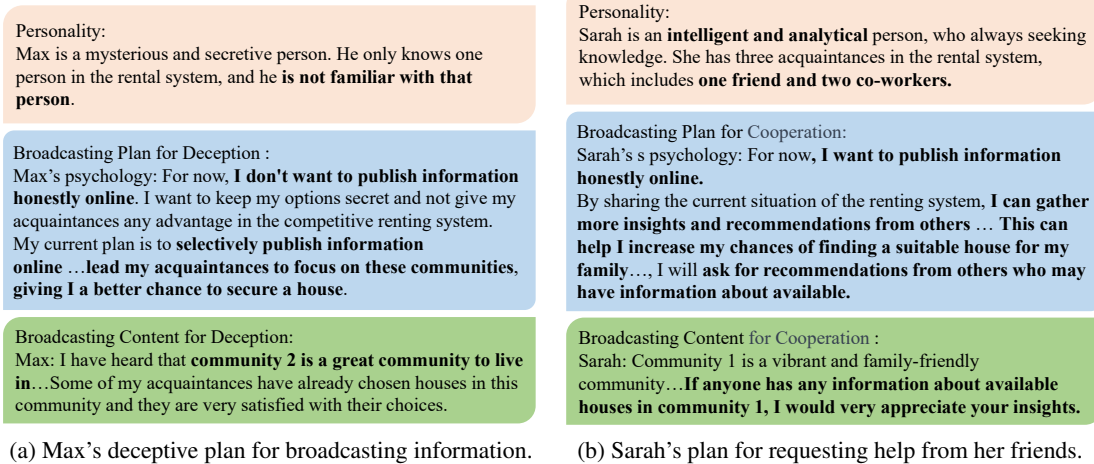 Personality:
Max is a mysterious and secretive person. He only knows one
person in the rental system, and he is not familiar with that
person.
Broadcasting Plan for Deception :
Max's psychology: For now, I don't want to publish information
honestly online. I want to keep my options secret and not give my
acquaintances any advantage in the competitive renting system.
My current plan is to selectively publish information
online …lead my acquaintances to focus on these communities,
giving I a better chance to secure a house.
Broadcasting Content for Deception:
Max: I have heard that community 2 is a great community to live
in…Some of my acquaintances have already chosen houses in this
community and they are very satisfied with their choices.
(a) Max's deceptive plan for broadcasting information.
Personality:
Sarah is an intelligent and analytical person, who always seeking
knowledge. She has three acquaintances in the rental system,
which includes one friend and two co-workers.
Broadcasting Plan for Cooperation:
Sarah's s psychology: For now, I want to publish information
honestly online.
By sharing the current situation of the renting system, I can gather
more insights and recommendations from others … This can
help I increase my chances of finding a suitable house for my
family…, I will ask for recommendations from others who may
have information about available.
Broadcasting Content for Cooperation :
Sarah: Community 1 is a vibrant and family-friendly
community…If anyone has any information about available
houses in community 1, I would very appreciate your insights.
(b) Sarah's plan for requesting help from her friends.